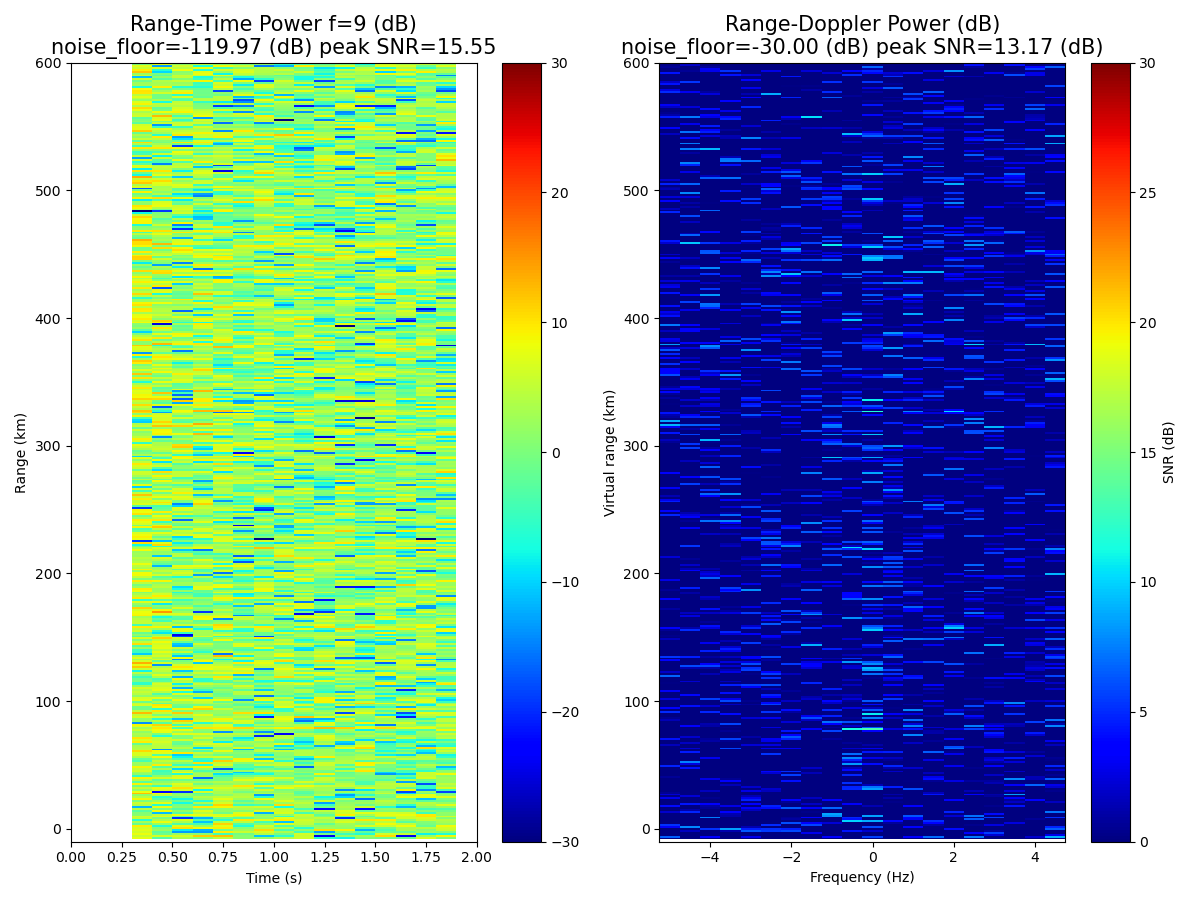 Range-Time Power f=9 (dB)
noise_floor=-119.97 (dB) peak SNR=15.55
Range (km)
600
500
400
300
200
100
0
0.00 0.25 0.50 0.75 1.00 1.25 1.50 1.75 2.00
Time (s)
30
20
10
0
−10
−20
−30
Range-Doppler Power (dB)
noise_floor=-30.00 (dB) peak SNR=13.17 (dB)
Virtual range (km)
600
500
400
300
200
100
0
−4 −2 0 2 4
Frequency (Hz)
30
25
20
15
10
5
0
SNR (dB)